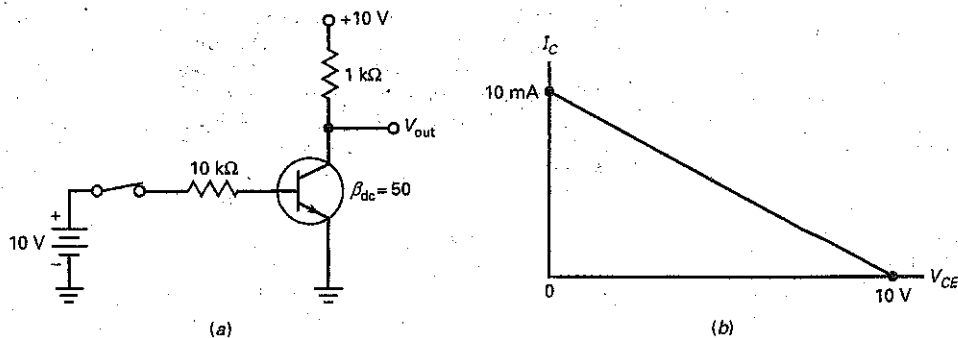 +10 V
1 kΩ
V_out
10 kΩ
β_dc = 50
+
10 V
−
(a)
I_C
10 mA
0
10 V
V_CE
(b)